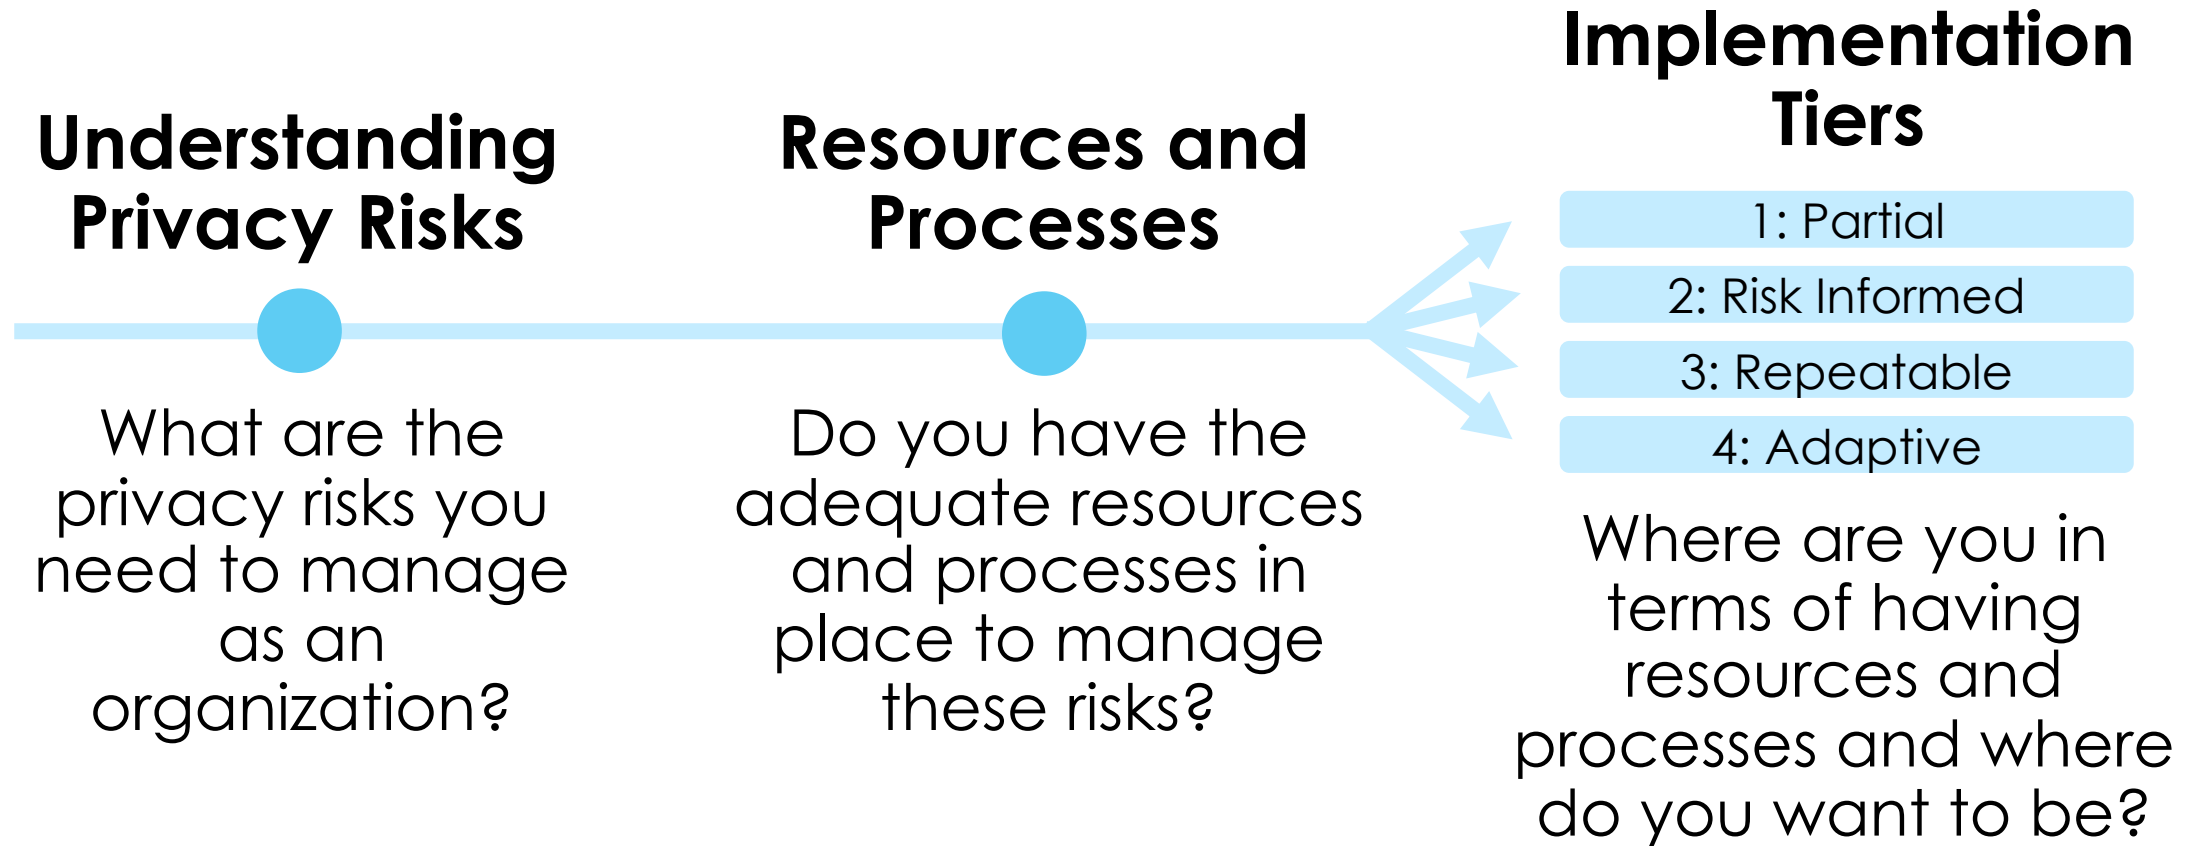 Understanding
Privacy Risks
What are the
privacy risks you
need to manage
as an
organization?
Resources and
Processes
Do you have the
adequate resources
and processes in
place to manage
these risks?
Implementation
Tiers
1: Partial
2: Risk Informed
3: Repeatable
4: Adaptive
Where are you in
terms of having
resources and
processes and where
do you want to be?